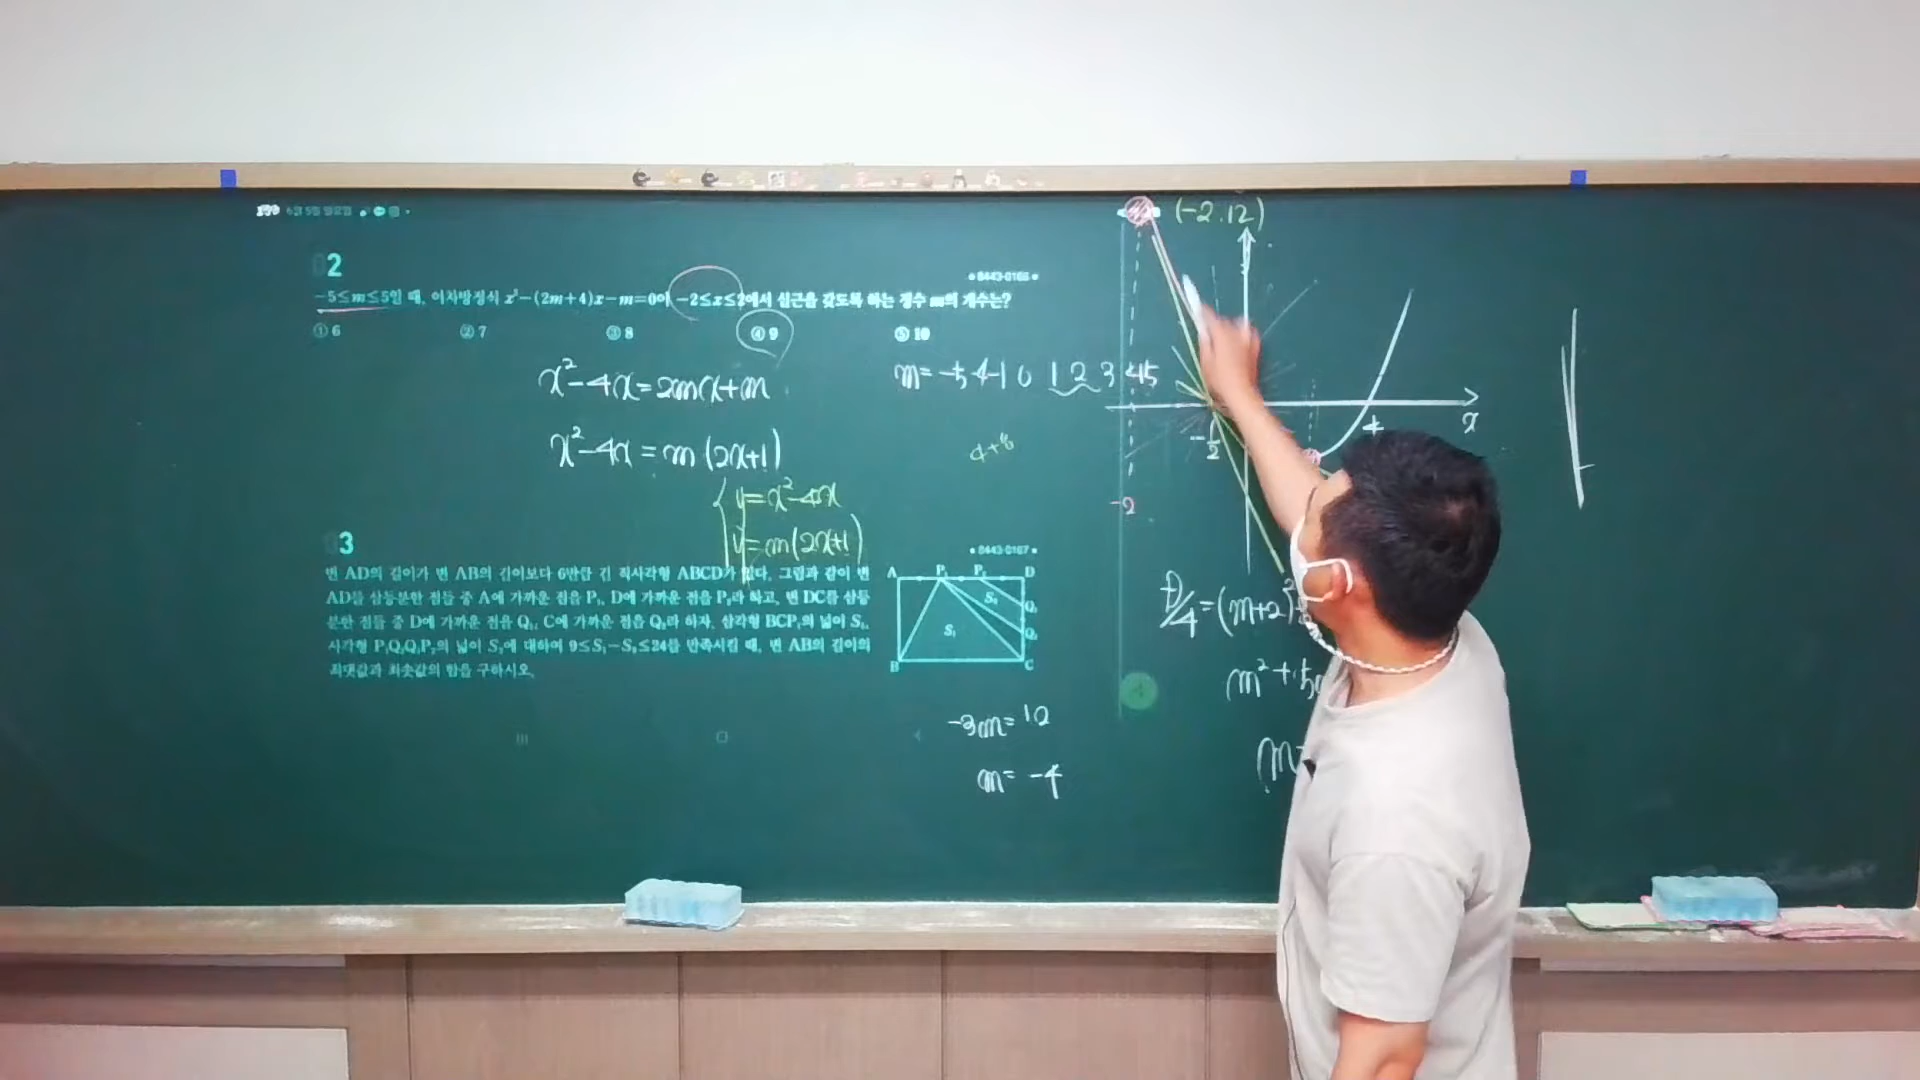 02
8443-0166
-5≤m≤5일 때, 이차방정식 x²-(2m+4)x-m=0이 -2≤x≤2에서 실근을 갖도록 하는 정수 m의 개수는?
① 6 ② 7 ③ 8 ④ 9 ⑤ 10
x²-4x=2mx+m
x²-4x=m(2x+1)
y=x²-4x
y=m(2x+1)
m= -5 -4 -1 0 1 2 3 4 5
4+8
03
8443-0167
변 AD의 길이가 변 AB의 길이보다 6만큼 긴 직사각형 ABCD가 있다. 그림과 같이 변
AD를 삼등분한 점들 중 A에 가까운 점을 P₁, D에 가까운 점을 P₂라 하고, 변 DC를 삼등
분한 점들 중 D에 가까운 점을 Q₁, C에 가까운 점을 Q₂라 하자. 삼각형 BCP₁의 넓이 S₁,
사각형 P₁Q₂Q₁P₂의 넓이 S₂에 대하여 9≤S₁-S₂≤24를 만족시킬 때, 변 AB의 길이의
최댓값과 최솟값의 합을 구하시오.
A P₁ P₂ D
S₂ Q₁
S₁ Q₂
B C
-3m=12
m= -4
(-2.12)
-1/2
4
x
-2
D/4=(m+2)²
m²+5
m=